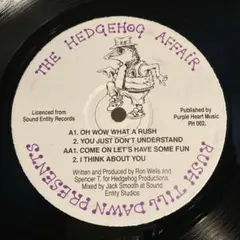 THE HEDGEHOG AFFAIR
Licenced from
Sound Entity Records
Published by
Purple Heart Music
PH 003.
A1. OH WOW WHAT A RUSH
2. YOU JUST DON'T UNDERSTAND
AA1. COME ON LET'S HAVE SOME FUN
2. I THINK ABOUT YOU
Written and Produced by Ron Wells and
Spencer T. for Hedgehog Productions.
Mixed by Jack Smooth at Sound
Entity Studios
RUSH TILL DAWN PRESENTS